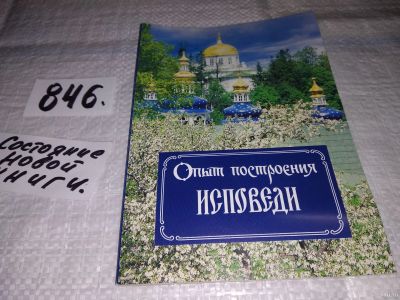 846.
Состояние
новой
книги.
Опыт построения
ИСПОВЕДИ